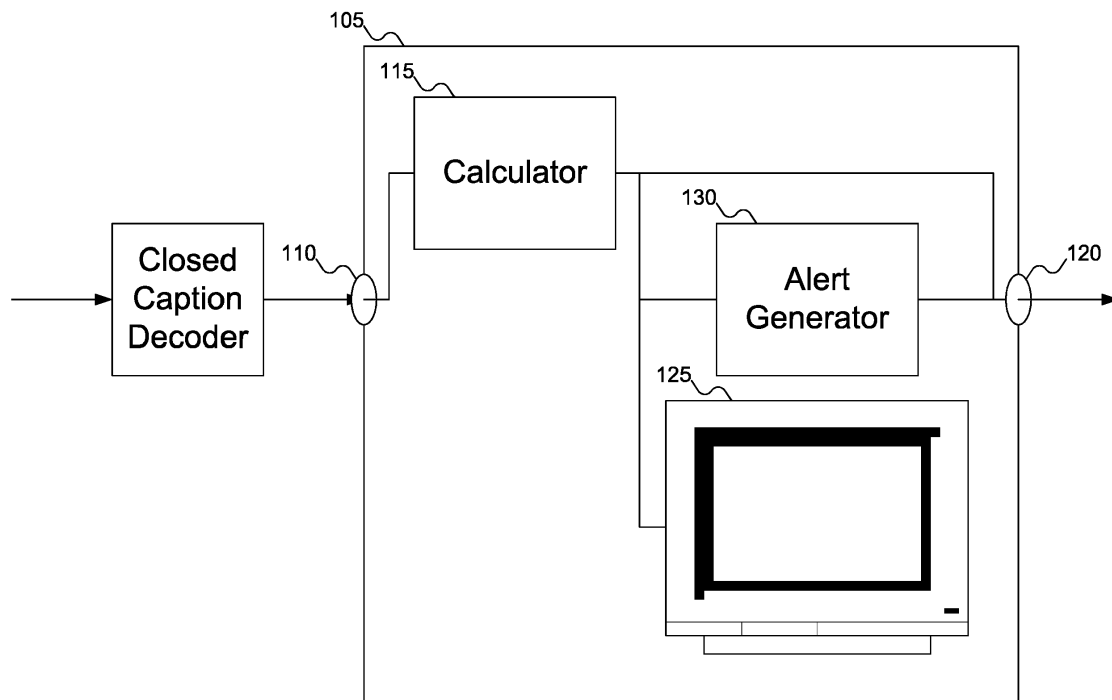 105
115
Calculator
130
110
120
Closed
Caption
Decoder
Alert
Generator
125